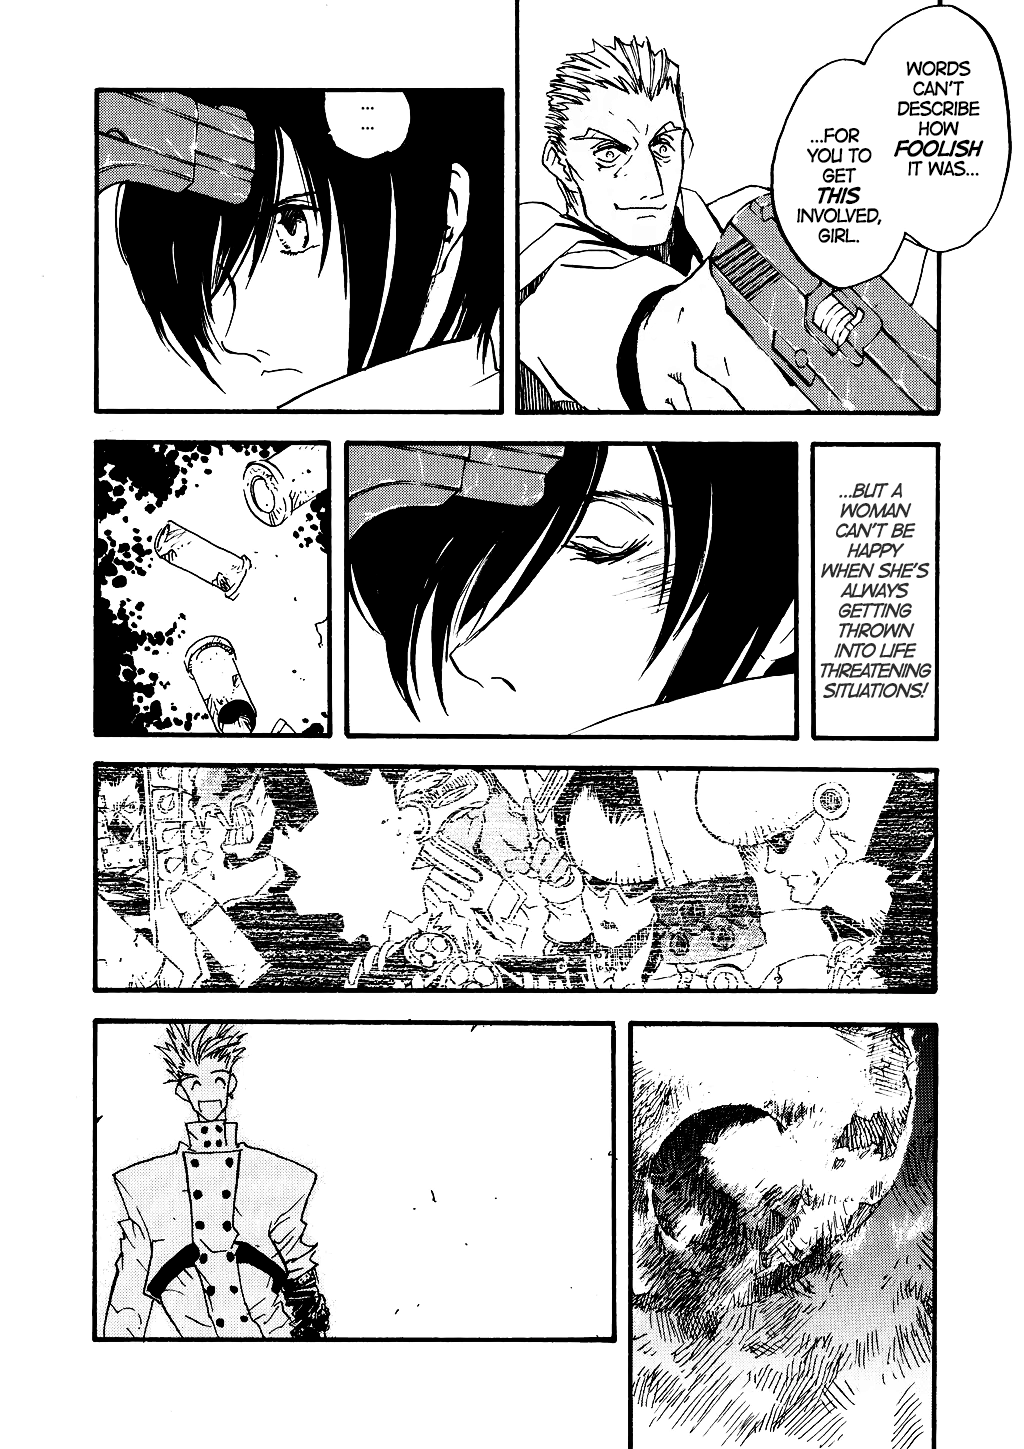 WORDS
CAN'T
DESCRIBE
HOW
FOOLISH
IT WAS...
...FOR
YOU TO
GET
THIS
INVOLVED,
GIRL.
...
...
...BUT A
WOMAN
CAN'T BE
HAPPY
WHEN SHE'S
ALWAYS
GETTING
THROWN
INTO LIFE
THREATENING
SITUATIONS!